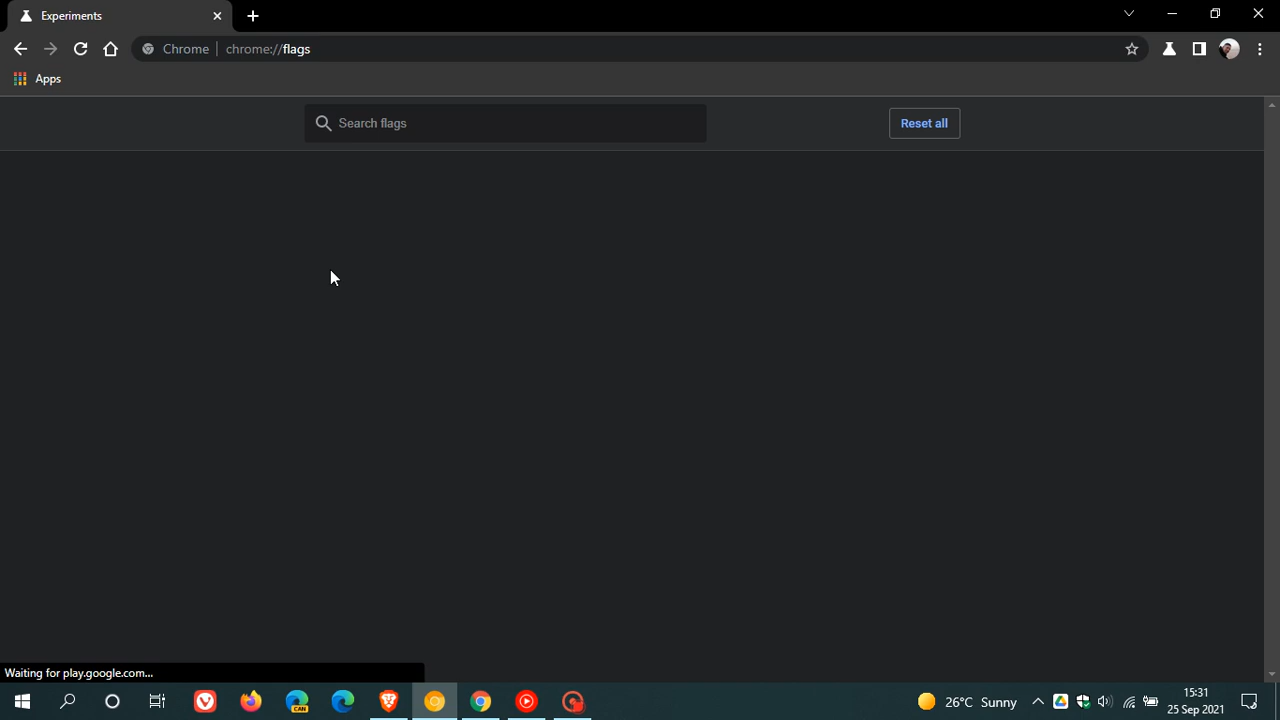 Experiments
Chrome chrome://flags
Apps
Search flags
Reset all
Waiting for play.google.com...
CAN
26°C Sunny
15:31
25 Sep 2021